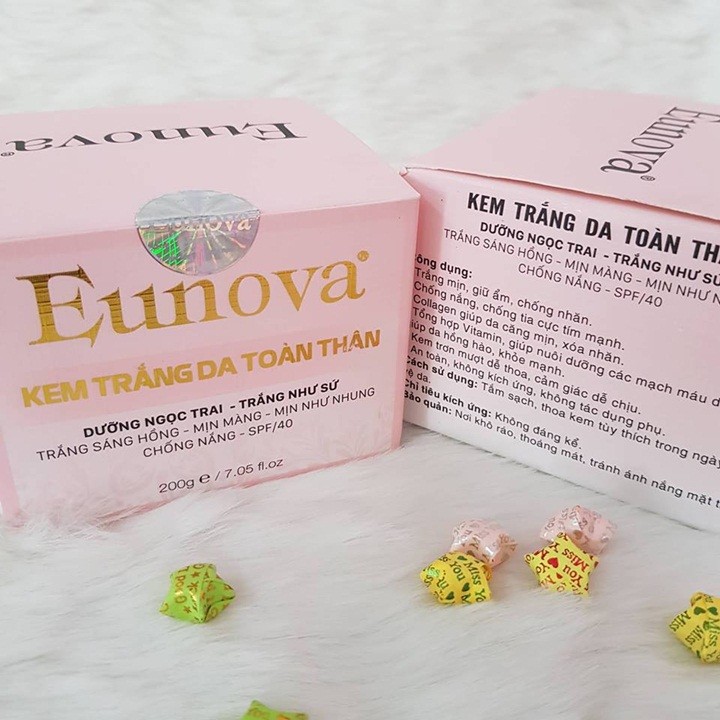 Eunova®
Eunova
Eunova®
KEM TRẮNG DA TOÀN THÂN
DƯỠNG NGỌC TRAI - TRẮNG NHƯ SỨ
TRẮNG SÁNG HỒNG - MỊN MÀNG - MỊN NHƯ NHUNG
CHỐNG NẮNG - SPF/40
200g e / 7.05 fl.oz
Eunova®
KEM TRẮNG DA TOÀN
DƯỠNG NGỌC TRAI - TRẮNG NHƯ SỨ
TRẮNG SÁNG HỒNG - MỊN MÀNG - MỊN NHƯ
CHỐNG NẮNG - SPF/40
dụng:
Trắng mịn, giữ ẩm, chống nhăn.
Chống nắng, chống tia cực tím mạnh.
Collagen giúp da căng mịn, xóa nhăn.
Tổng hợp Vitamin, giúp nuôi dưỡng các mạch máu
da hồng hào, khỏe mạnh.
Kem trơn mượt dễ thoa, cảm giác dễ chịu.
An toàn, không kích ứng, không tác dụng phụ.
Cách sử dụng: Tắm sạch, thoa kem tùy thích trong ngày
da.
Chỉ tiêu kích ứng: Không đáng kể.
Bảo quản: Nơi khô ráo, thoáng mát, tránh ánh nắng mặt
Miss
You
You
Miss
Miss